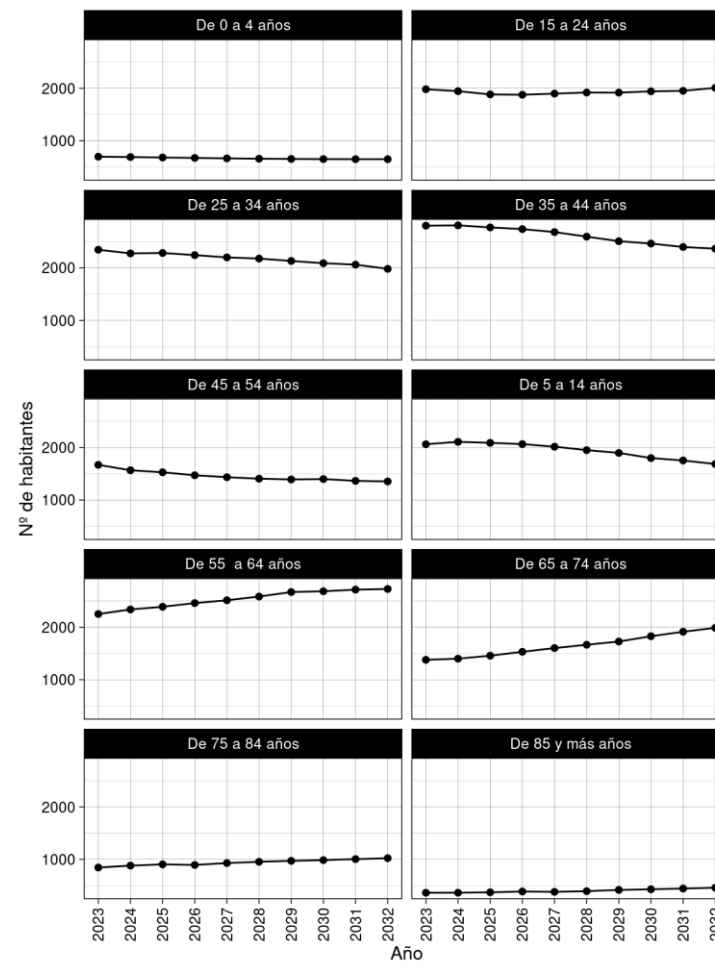 De 0 a 4 años
De 15 a 24 años
2000
1000
De 25 a 34 años
De 35 a 44 años
2000
1000
De 45 a 54 años
De 5 a 14 años
2000
1000
De 55  a 64 años
De 65 a 74 años
2000
1000
De 75 a 84 años
De 85 y más años
2000
1000
Nº de habitantes
2023
2024
2025
2026
2027
2028
2029
2030
2031
2032
2023
2024
2025
2026
2027
2028
2029
2030
2031
2032
Año